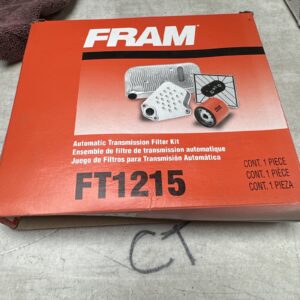 FRAM
Automatic Transmission Filter Kit
Ensemble de filtre de transmission automatique
Juego de Filtros para Transmisión Automática
FT1215
CONT. 1 PIECE
CONT. 1 PIÈCE
CONT. 1 PIEZA